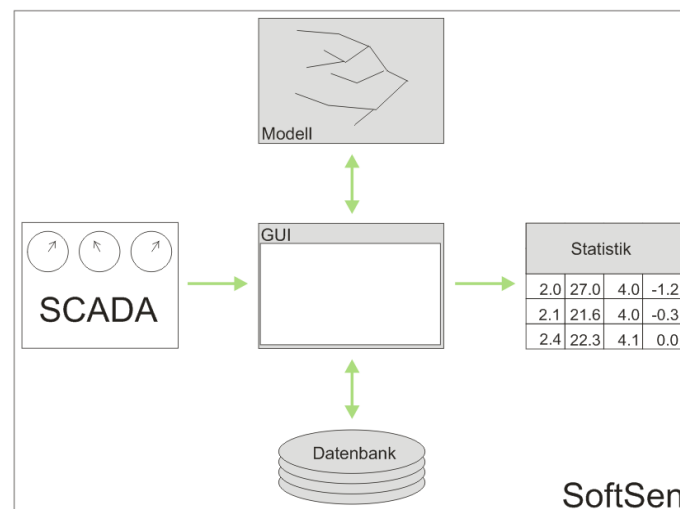 Modell
GUI
SCADA
Statistik
2.0 27.0 4.0 -1.2
2.1 21.6 4.0 -0.3
2.4 22.3 4.1 0.0
Datenbank
SoftSen